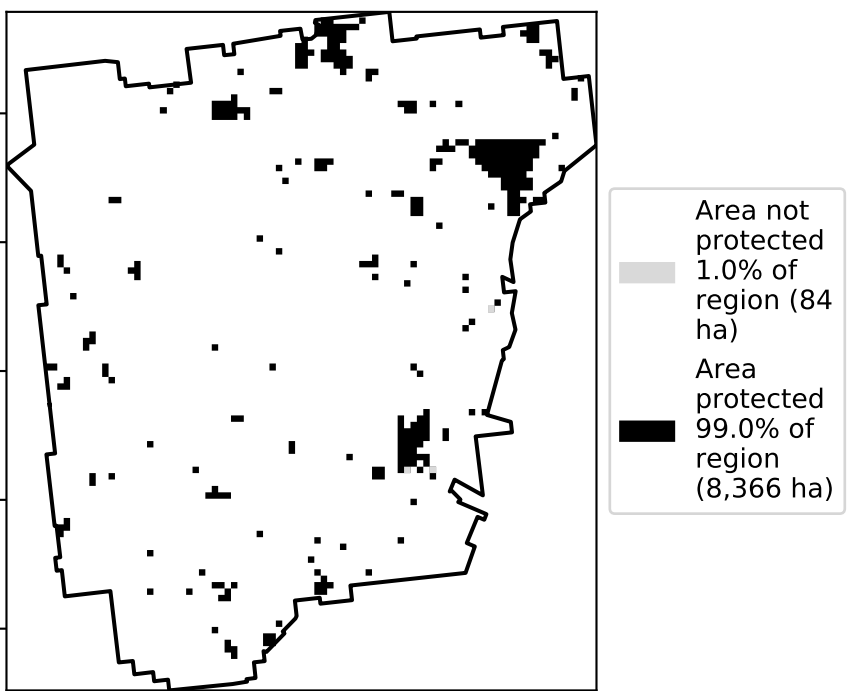 Area not
protected
1.0% of
region (84
ha)
Area
protected
99.0% of
region
(8,366 ha)